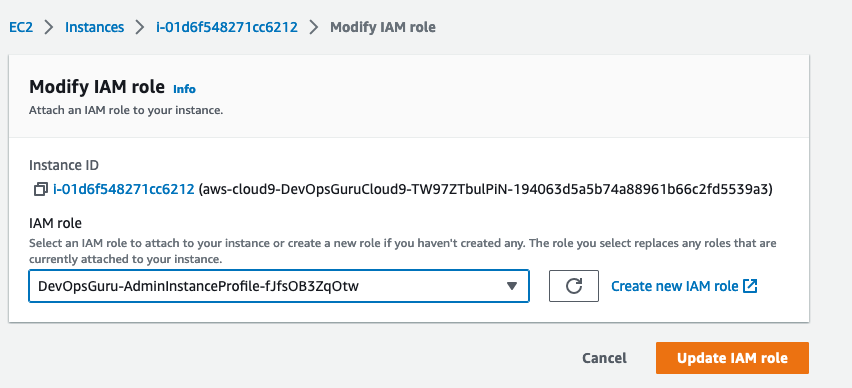 EC2 > Instances > i-01d6f548271cc6212 > Modify IAM role
Modify IAM role Info
Attach an IAM role to your instance.
Instance ID
i-01d6f548271cc6212 (aws-cloud9-DevOpsGuruCloud9-TW97ZTbulPiN-194063d5a5b74a88961b66c2fd5539a3)
IAM role
Select an IAM role to attach to your instance or create a new role if you haven't created any. The role you select replaces any roles that are
currently attached to your instance.
DevOpsGuru-AdminInstanceProfile-fJfsOB3ZqOtw
Create new IAM role
Cancel Update IAM role